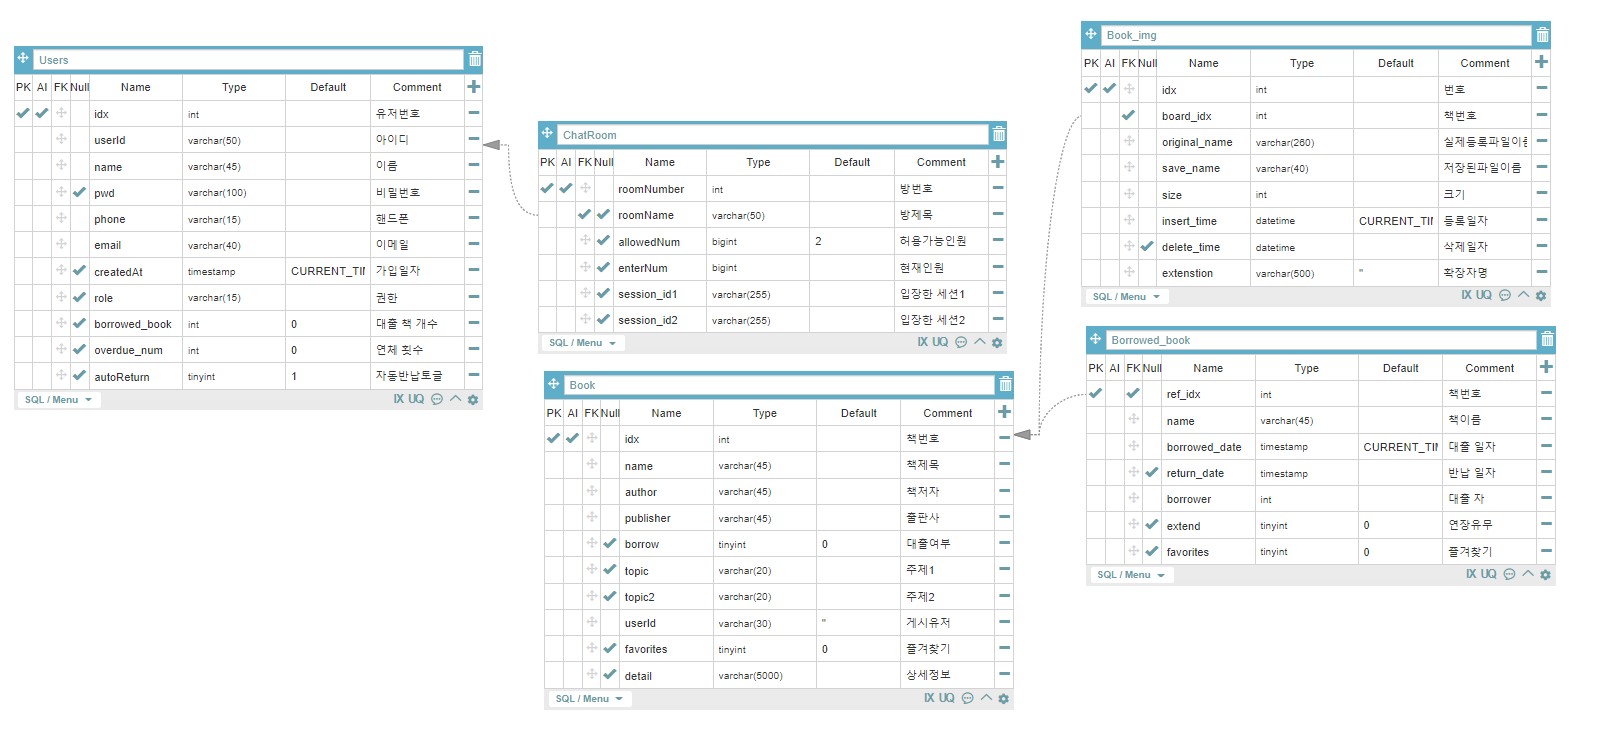 Users
PK AI FK Null Name Type Default Comment
idx int 유저번호
userId varchar(50) 아이디
name varchar(45) 이름
pwd varchar(100) 비밀번호
phone varchar(15) 핸드폰
email varchar(40) 이메일
createdAt timestamp CURRENT_TIN 가입일자
role varchar(15) 권한
borrowed_book int 0 대출 책 개수
overdue_num int 0 연체 횟수
autoReturn tinyint 1 자동반납토글
SQL / Menu IX UQ
ChatRoom
PK AI FK Null Name Type Default Comment
roomNumber int 방번호
roomName varchar(50) 방제목
allowedNum bigint 2 허용가능인원
enterNum bigint 현재인원
session_id1 varchar(255) 입장한 세션1
session_id2 varchar(255) 입장한 세션2
SQL / Menu IX UQ
Book
PK AI FK Null Name Type Default Comment
idx int 책번호
name varchar(45) 책제목
author varchar(45) 책저자
publisher varchar(45) 출판사
borrow tinyint 0 대출여부
topic varchar(20) 주제1
topic2 varchar(20) 주제2
userId varchar(30) '' 게시유저
favorites tinyint 0 즐겨찾기
detail varchar(5000) 상세정보
SQL / Menu IX UQ
Book_img
PK AI FK Null Name Type Default Comment
idx int 번호
board_idx int 책번호
original_name varchar(260) 실제등록파일이름
save_name varchar(40) 저장된파일이름
size int 크기
insert_time datetime CURRENT_TIN 등록일자
delete_time datetime 삭제일자
extenstion varchar(500) '' 확장자명
SQL / Menu IX UQ
Borrowed_book
PK AI FK Null Name Type Default Comment
ref_idx int 책번호
name varchar(45) 책이름
borrowed_date timestamp CURRENT_TIN 대출 일자
return_date timestamp 반납 일자
borrower int 대출 자
extend tinyint 0 연장유무
favorites tinyint 0 즐겨찾기
SQL / Menu IX UQ